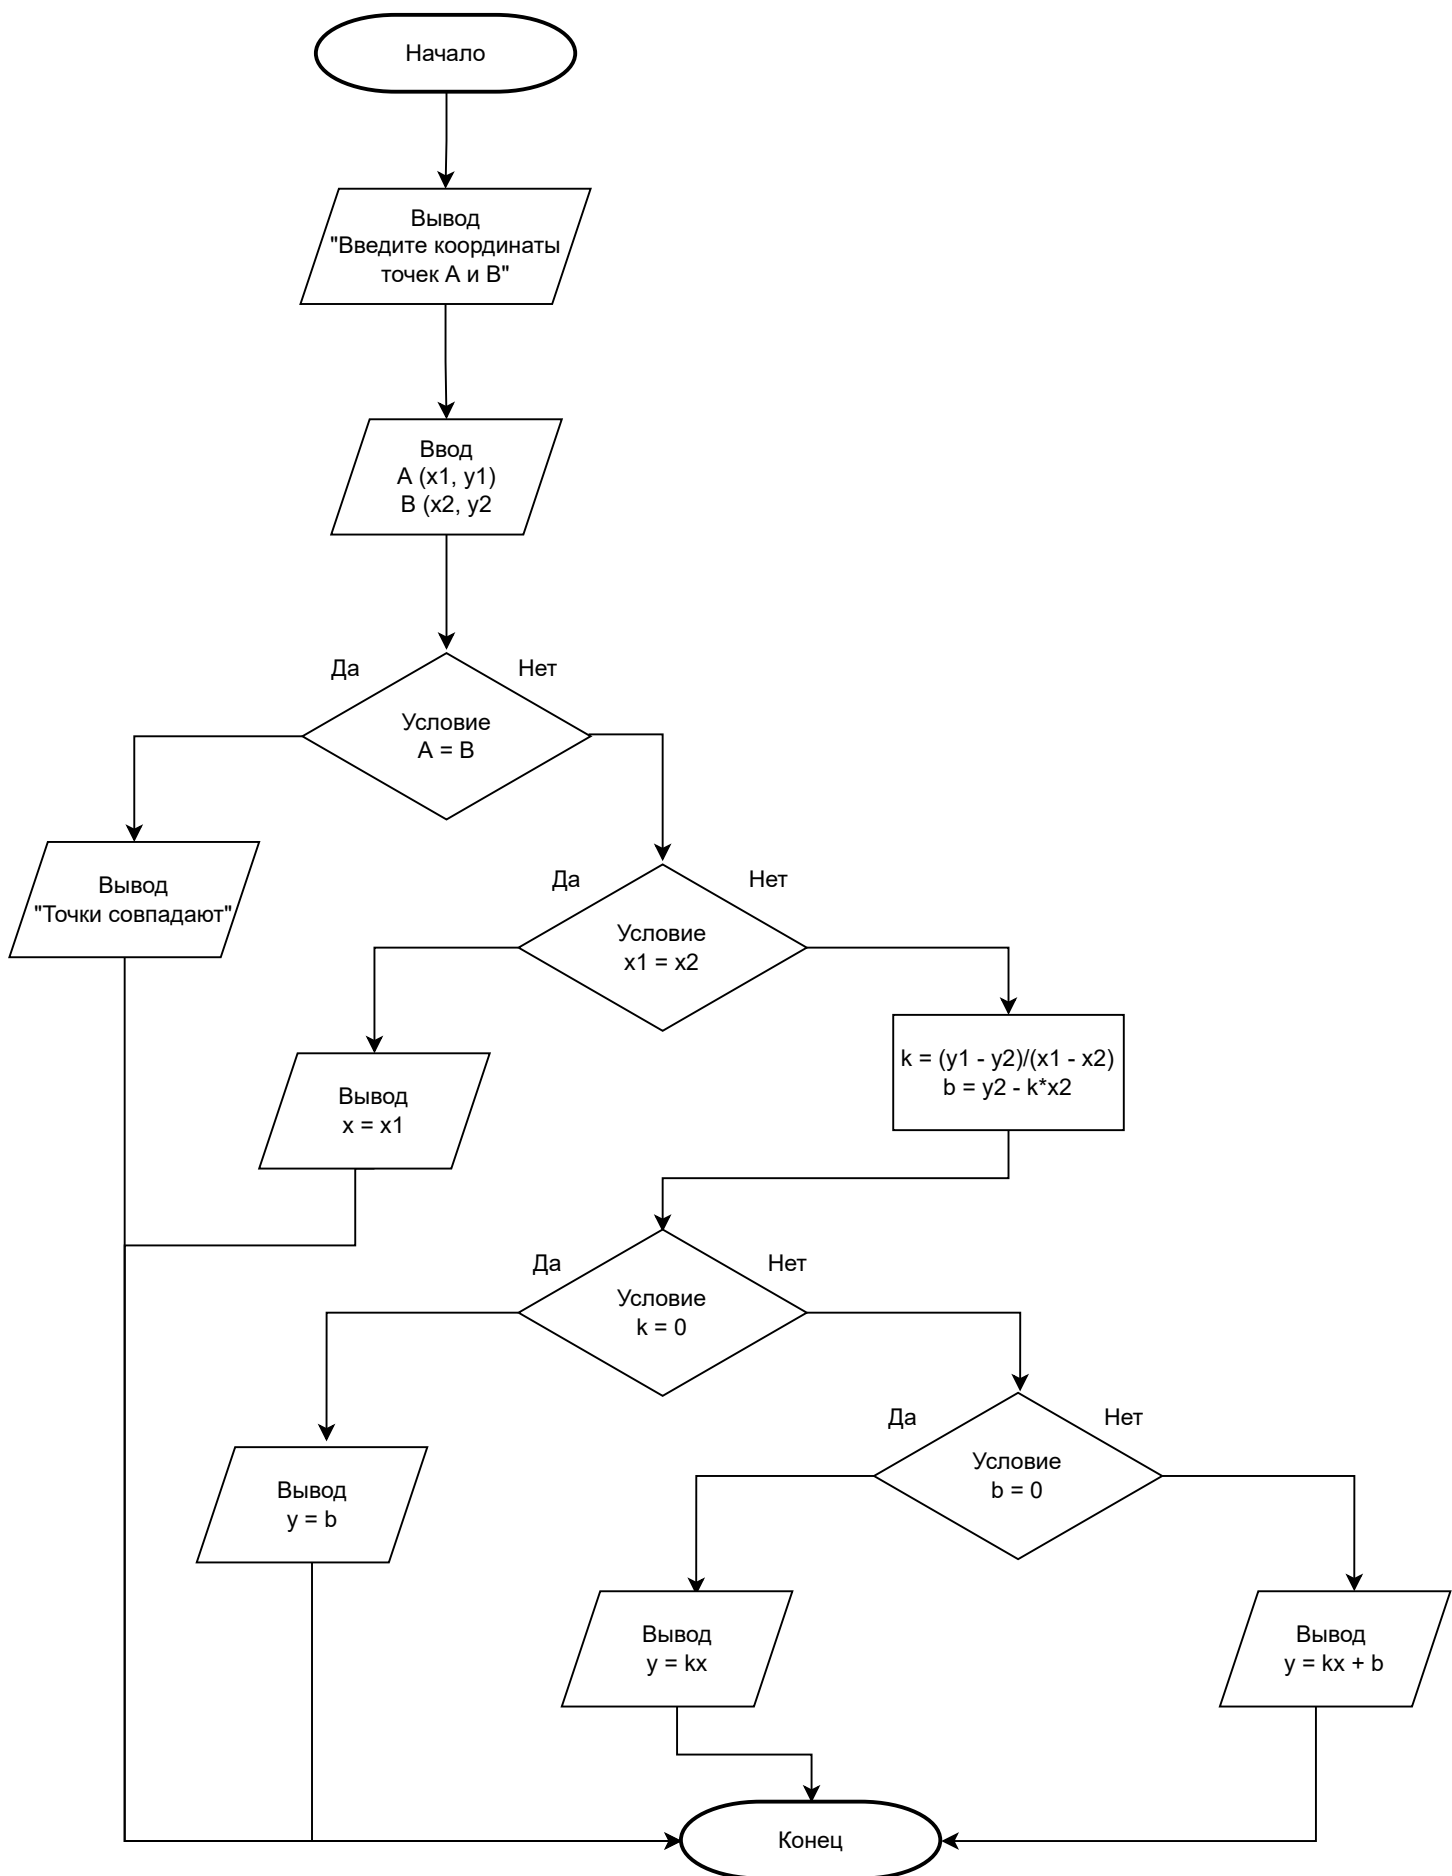 Начало
Вывод
"Введите координаты
точек А и В"
Ввод
A (x1, y1)
B (x2, y2
Да
Нет
Условие
A = B
Вывод
"Точки совпадают"
Да
Нет
Условие
x1 = x2
k = (y1 - y2)/(x1 - x2)
b = y2 - k*x2
Вывод
x = x1
Да
Нет
Условие
k = 0
Да
Нет
Условие
b = 0
Вывод
y = b
Вывод
y = kx
Вывод
y = kx + b
Конец